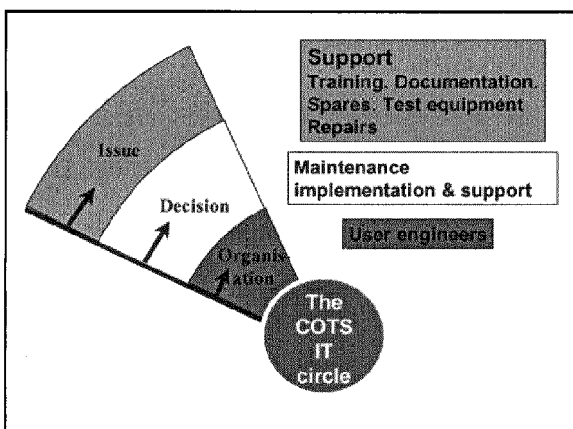 Support
Training. Documentation.
Spares. Test equipment
Repairs
Issue
Maintenance
implementation & support
Decision
User engineers
Organis-
ation
The
COTS
IT
circle